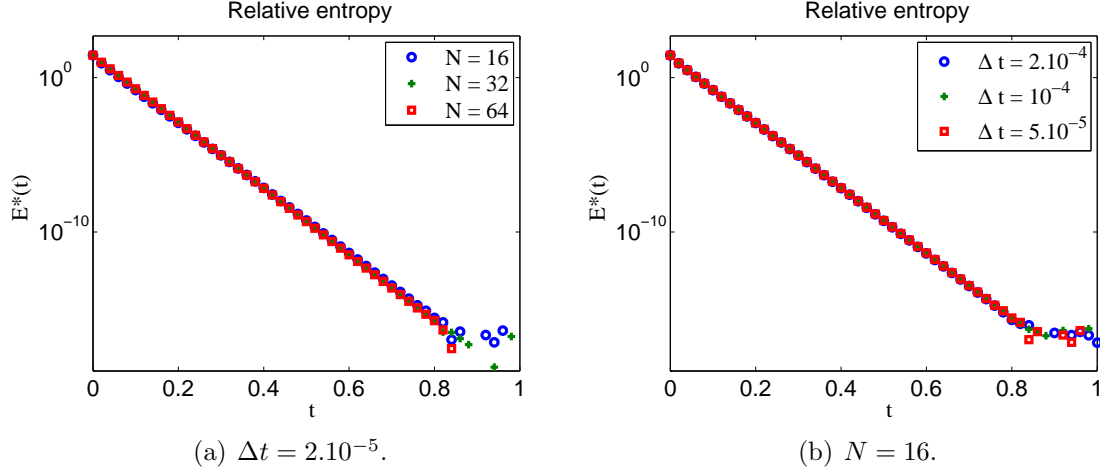 Relative entropy
E*(t)
10^0
10^{-10}
0 0.2 0.4 0.6 0.8 1
t
N = 16
N = 32
N = 64
(a) Δt = 2.10^{-5}.
Relative entropy
E*(t)
10^0
10^{-10}
0 0.2 0.4 0.6 0.8 1
t
Δ t = 2.10^{-4}
Δ t = 10^{-4}
Δ t = 5.10^{-5}
(b) N = 16.